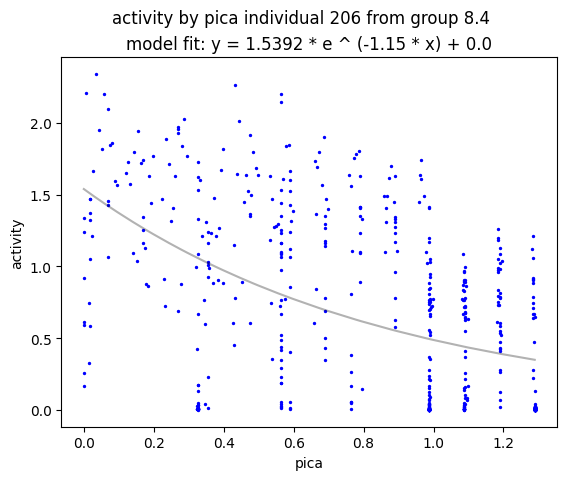 activity by pica individual 206 from group 8.4
model fit: y = 1.5392 * e ^ (-1.15 * x) + 0.0
2.0
1.5
1.0
0.5
0.0
activity
0.0 0.2 0.4 0.6 0.8 1.0 1.2
pica